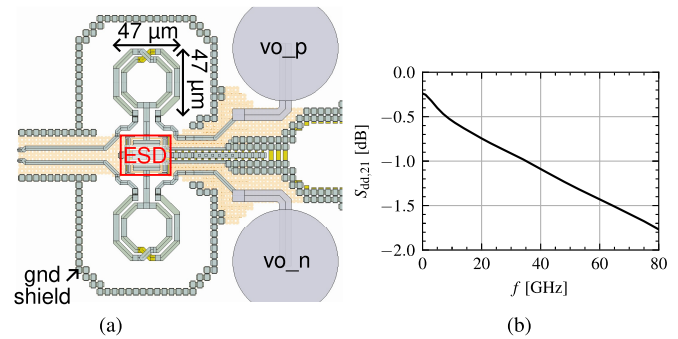 47 μm
47 μm
vo_p
ESD
vo_n
gnd
shield
(a)
0.0
−0.5
−1.0
−1.5
−2.0
S_dd,21 [dB]
0 20 40 60 80
f [GHz]
(b)